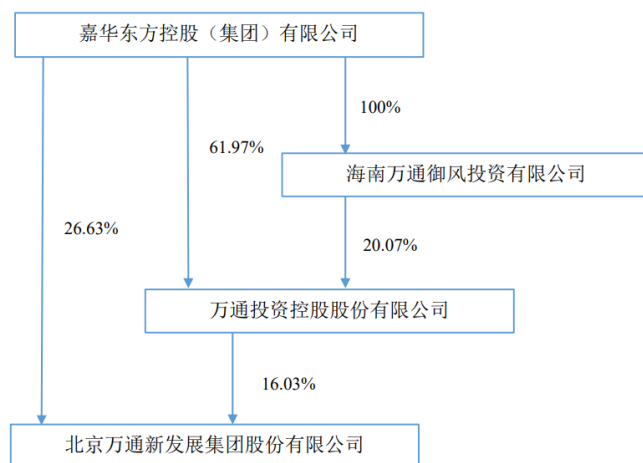 嘉华东方控股（集团）有限公司
100%
61.97%
海南万通御风投资有限公司
26.63%
20.07%
万通投资控股股份有限公司
16.03%
北京万通新发展集团股份有限公司